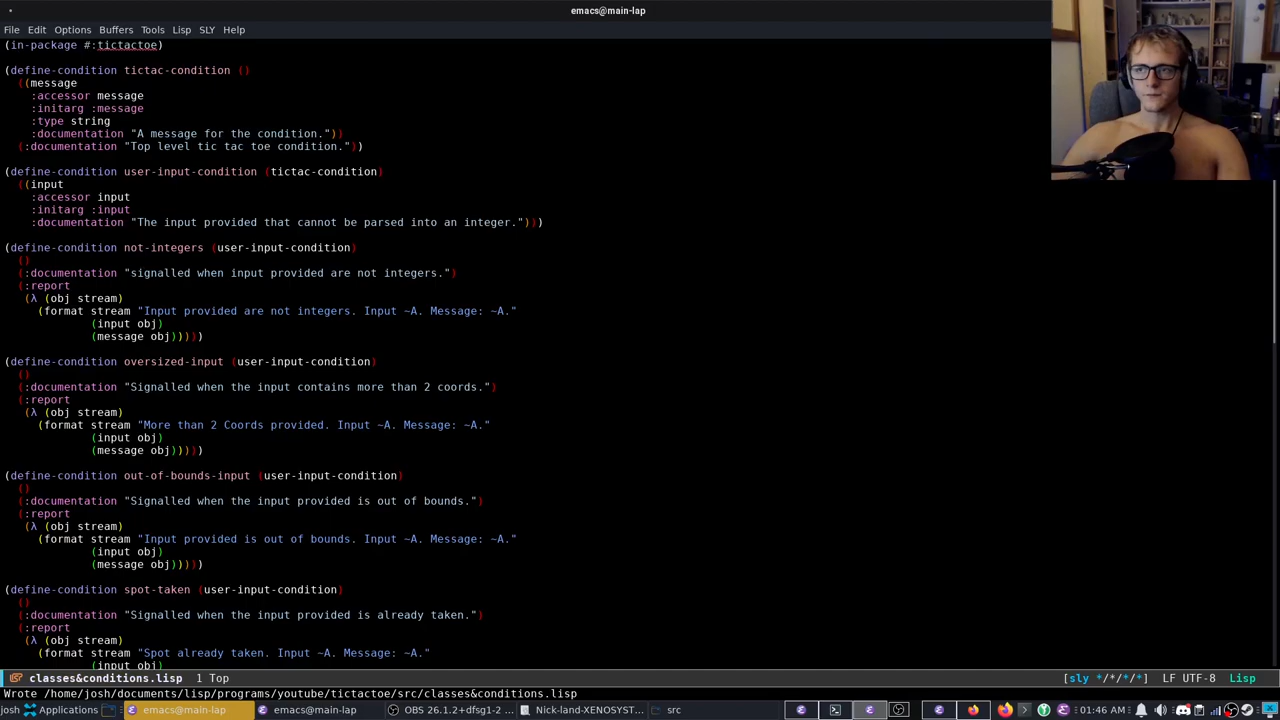 emacs@main-lap
File Edit Options Buffers Tools Lisp SLY Help
(in-package #:tictactoe)
(define-condition tictac-condition ()
((message
:accessor message
:initarg :message
:type string
:documentation "A message for the condition."))
(:documentation "Top level tic tac toe condition."))
(define-condition user-input-condition (tictac-condition)
((input
:accessor input
:initarg :input
:documentation "The input provided that cannot be parsed into an integer.")))
(define-condition not-integers (user-input-condition)
()
(:documentation "signalled when input provided are not integers.")
(:report
(λ (obj stream)
(format stream "Input provided are not integers. Input ~A. Message: ~A."
(input obj)
(message obj)))))
(define-condition oversized-input (user-input-condition)
()
(:documentation "Signalled when the input contains more than 2 coords.")
(:report
(λ (obj stream)
(format stream "More than 2 Coords provided. Input ~A. Message: ~A."
(input obj)
(message obj)))))
(define-condition out-of-bounds-input (user-input-condition)
()
(:documentation "Signalled when the input provided is out of bounds.")
(:report
(λ (obj stream)
(format stream "Input provided is out of bounds. Input ~A. Message: ~A."
(input obj)
(message obj)))))
(define-condition spot-taken (user-input-condition)
()
(:documentation "Signalled when the input provided is already taken.")
(:report
(λ (obj stream)
(format stream "Spot already taken. Input ~A. Message: ~A."
(input obj)
classes&conditions.lisp 1 Top [sly */*/*/*] LF UTF-8 Lisp
Wrote /home/josh/documents/lisp/programs/youtube/tictactoe/src/classes&conditions.lisp
josh Applications emacs@main-lap emacs@main-lap OBS 26.1.2+dfsg1-2 ... Nick-land-XENOSYST... src 01:46 AM